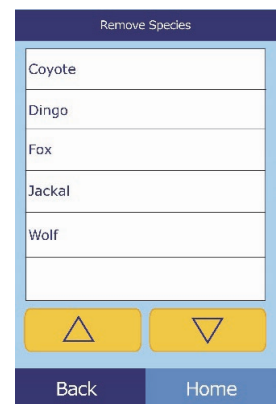 Remove Species
Coyote
Dingo
Fox
Jackal
Wolf
Back Home